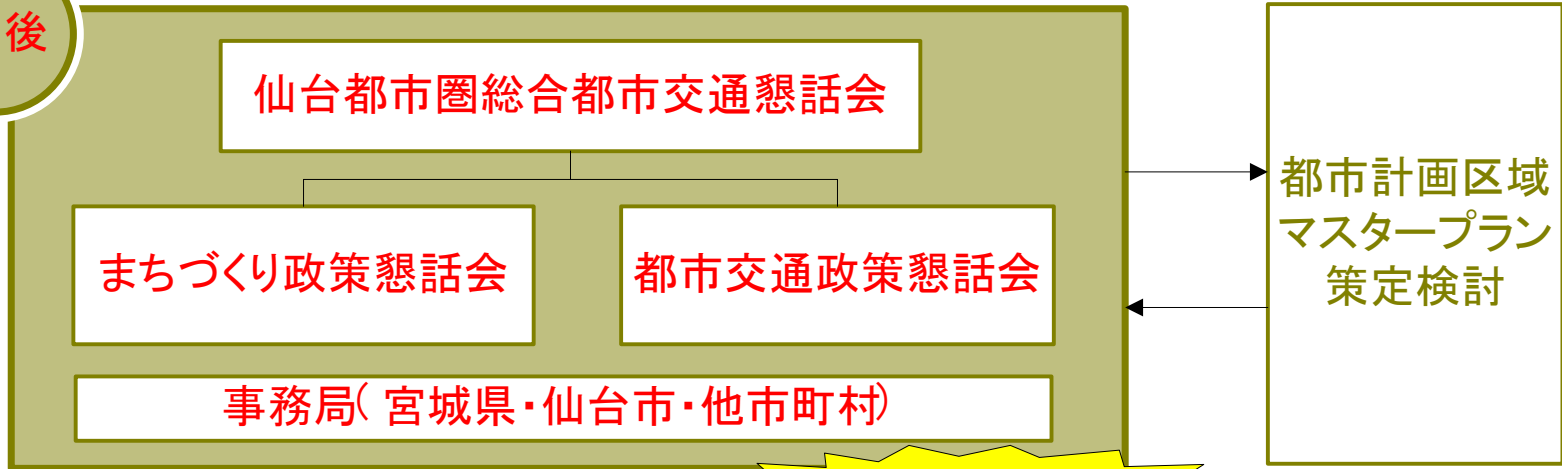 後
仙台都市圏総合都市交通懇話会
まちづくり政策懇話会
都市交通政策懇話会
事務局(宮城県・仙台市・他市町村)
都市計画区域
マスタープラン
策定検討